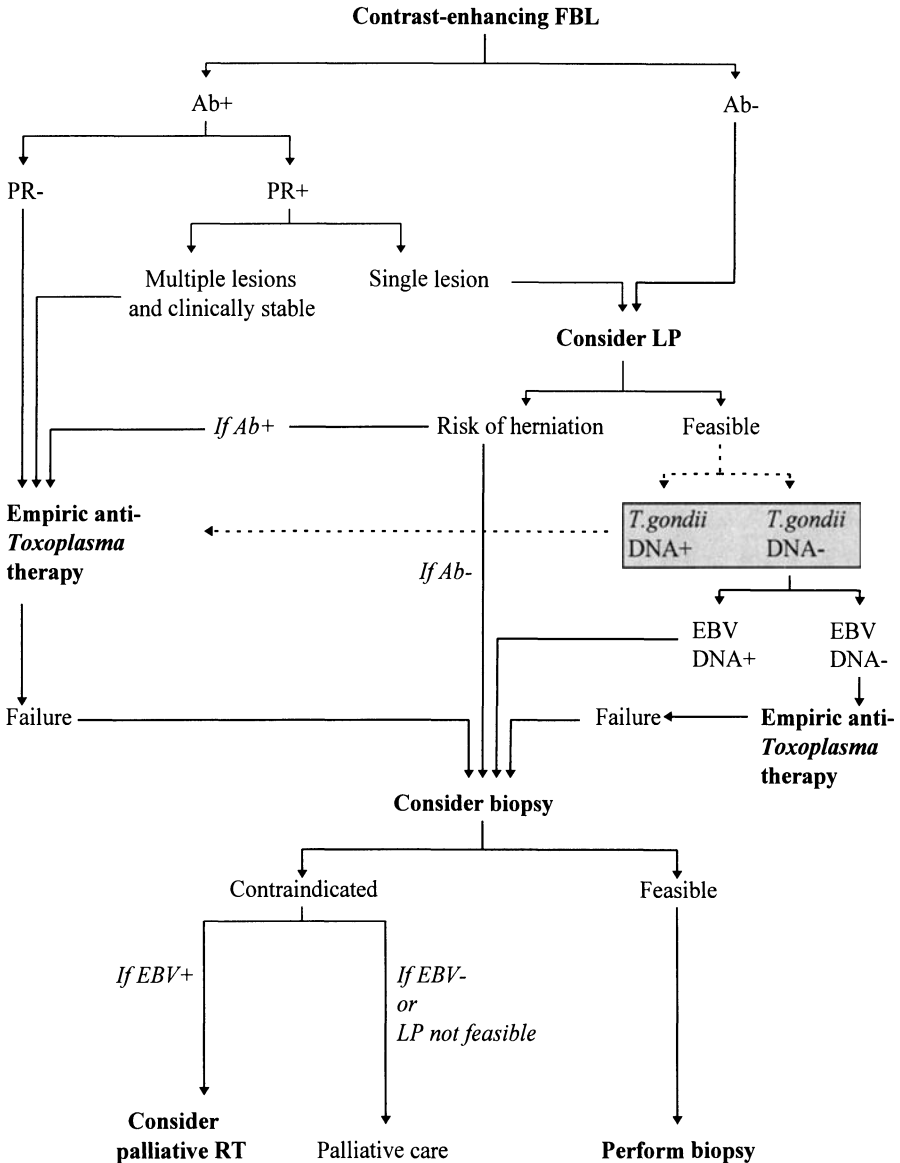 Contrast-enhancing FBL
Ab+
Ab-
PR-
PR+
Multiple lesions
and clinically stable
Single lesion
Consider LP
If Ab+
Risk of herniation
Feasible
Empiric anti-
Toxoplasma
therapy
T.gondii
DNA+
T.gondii
DNA-
If Ab-
EBV
DNA+
EBV
DNA-
Failure
Failure
Empiric anti-
Toxoplasma
therapy
Consider biopsy
Contraindicated
Feasible
If EBV+
If EBV-
or
LP not feasible
Consider
palliative RT
Palliative care
Perform biopsy